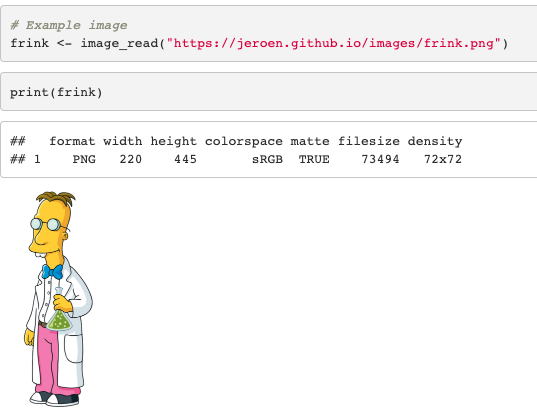 # Example image
frink <- image_read("https://jeroen.github.io/images/frink.png")
print(frink)
##   format width height colorspace matte filesize density
## 1    PNG   220    445       sRGB  TRUE    73494   72x72